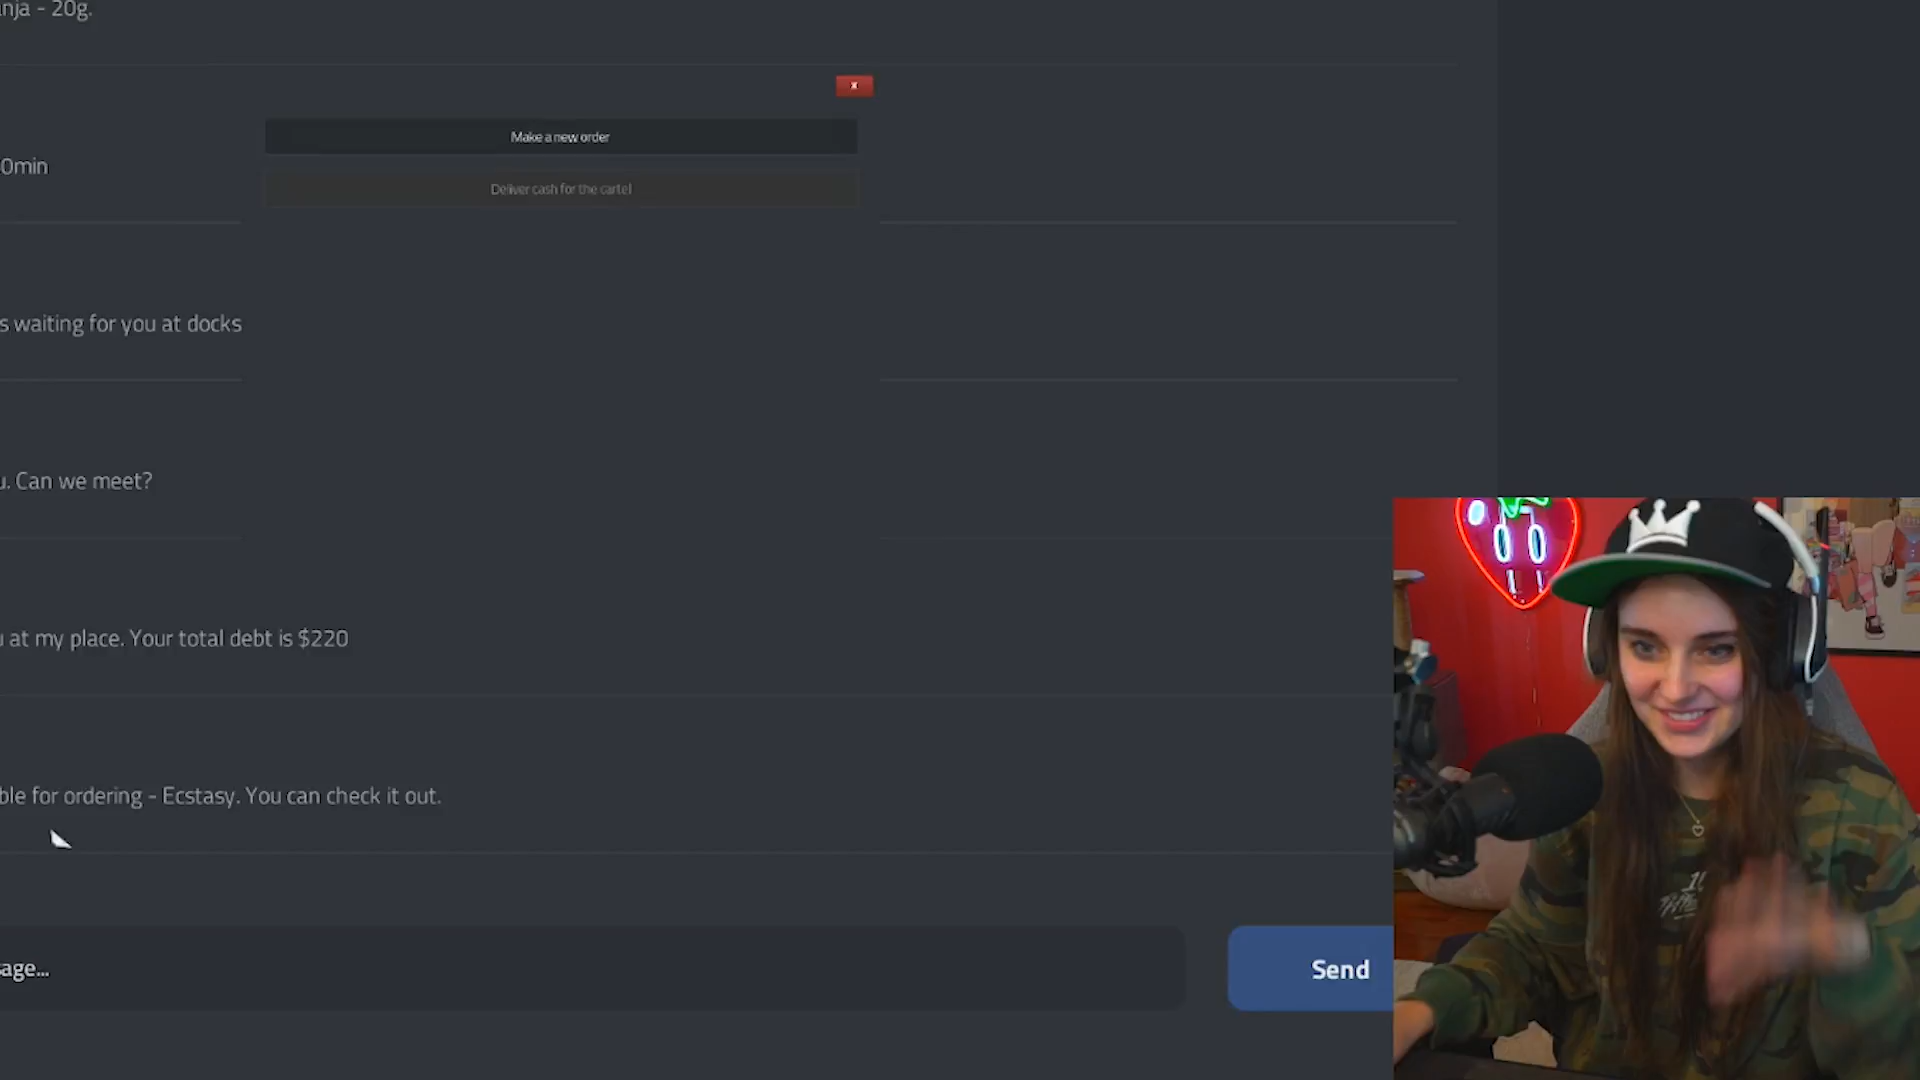 nja - 20g.
x
Make a new order
0min
Deliver cash for the cartel
s waiting for you at docks
u. Can we meet?
u at my place. Your total debt is $220
ble for ordering - Ecstasy. You can check it out.
age...
Send